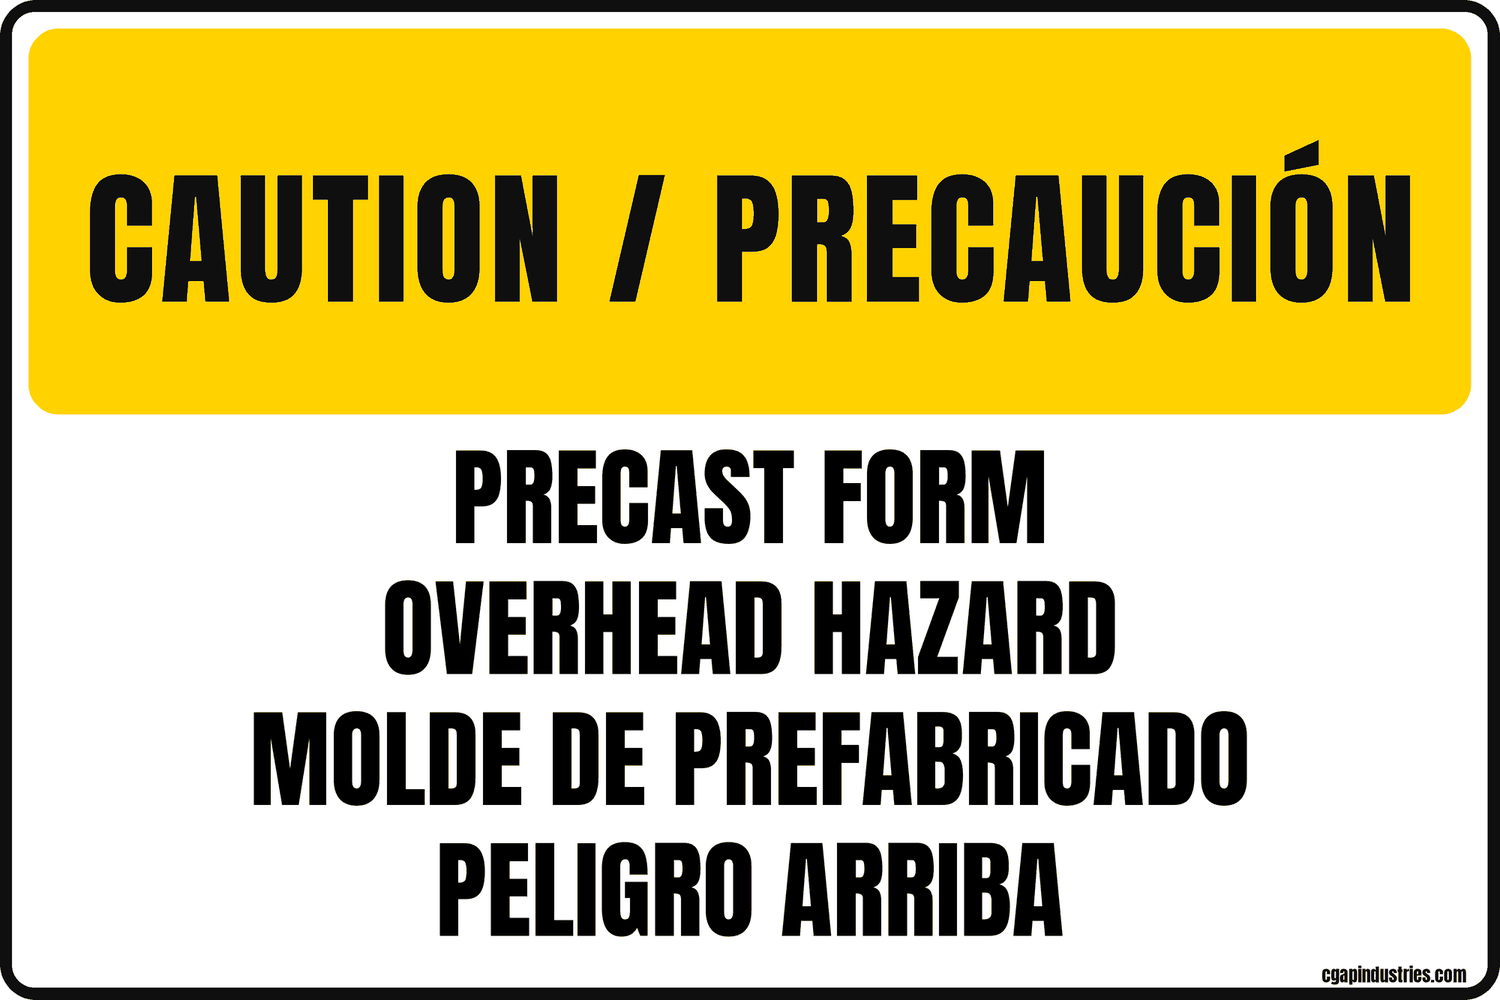 CAUTION / PRECAUCIÓN
PRECAST FORM
OVERHEAD HAZARD
MOLDE DE PREFABRICADO
PELIGRO ARRIBA
cgapindustries.com